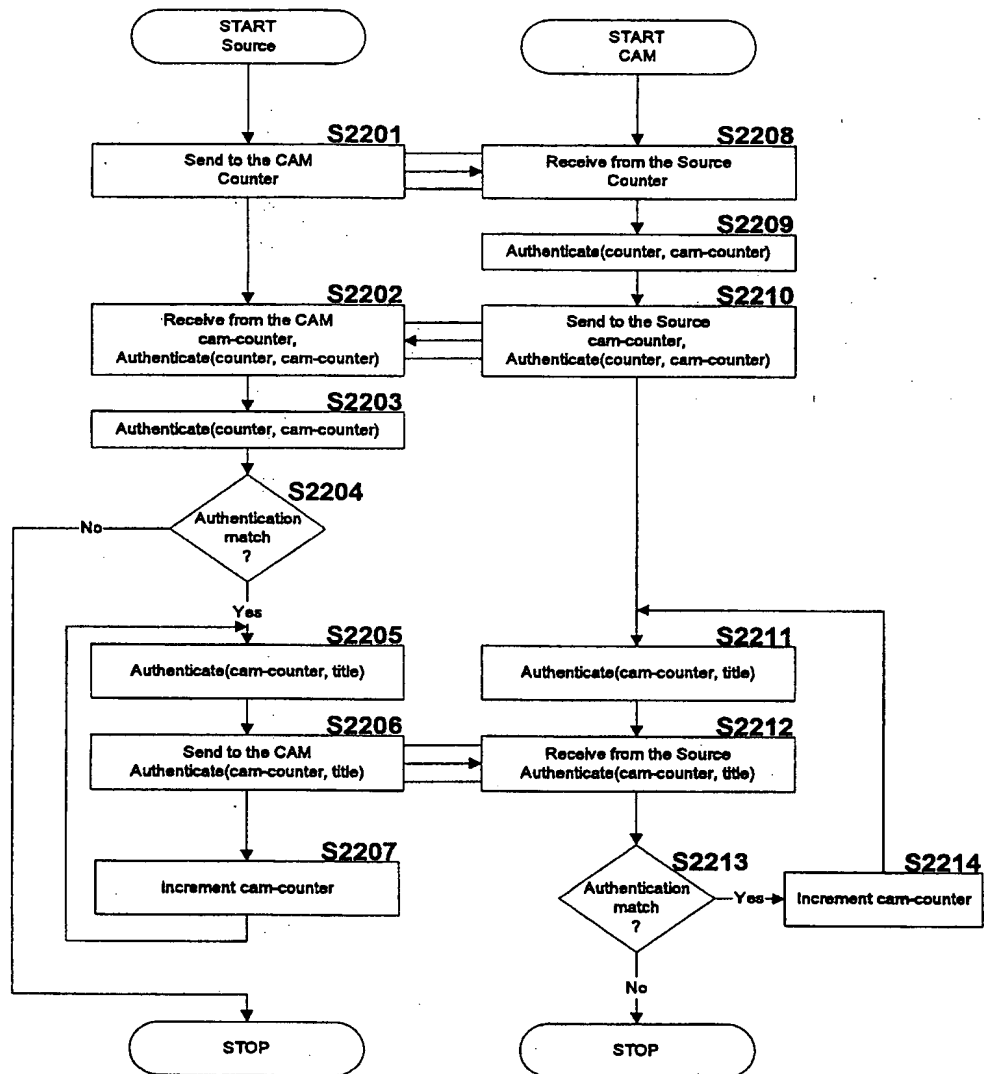 START
Source
START
CAM
S2201
Send to the CAM
Counter
S2208
Receive from the Source
Counter
S2209
Authenticate(counter, cam-counter)
S2202
Receive from the CAM
cam-counter,
Authenticate(counter, cam-counter)
S2210
Send to the Source
cam-counter,
Authenticate(counter, cam-counter)
S2203
Authenticate(counter, cam-counter)
S2204
Authentication
match
?
No
Yes
S2205
Authenticate(cam-counter, title)
S2211
Authenticate(cam-counter, title)
S2206
Send to the CAM
Authenticate(cam-counter, title)
S2212
Receive from the Source
Authenticate(cam-counter, title)
S2207
Increment cam-counter
S2213
Authentication
match
?
Yes
S2214
Increment cam-counter
No
STOP
STOP